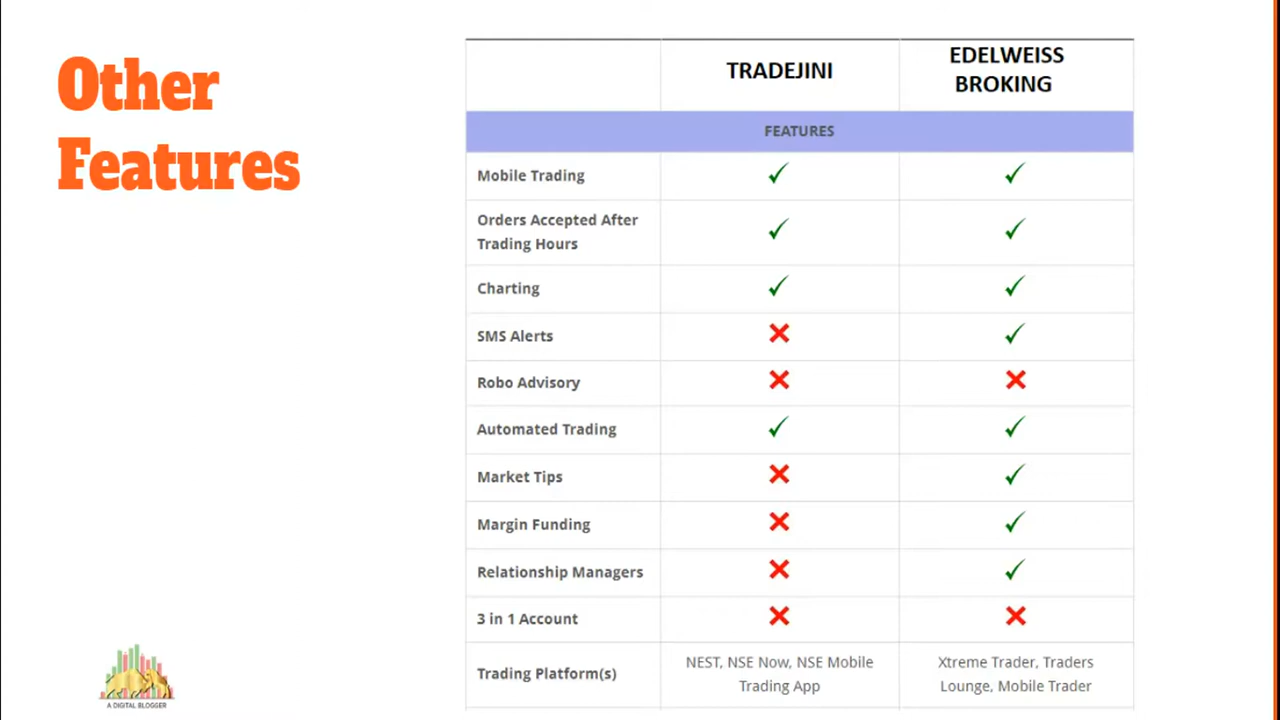 Other
Features
TRADEJINI
EDELWEISS
BROKING
FEATURES
Mobile Trading
Orders Accepted After
Trading Hours
Charting
SMS Alerts
Robo Advisory
Automated Trading
Market Tips
Margin Funding
Relationship Managers
3 in 1 Account
Trading Platform(s)
NEST, NSE Now, NSE Mobile
Trading App
Xtreme Trader, Traders
Lounge, Mobile Trader
A DIGITAL BLOGGER